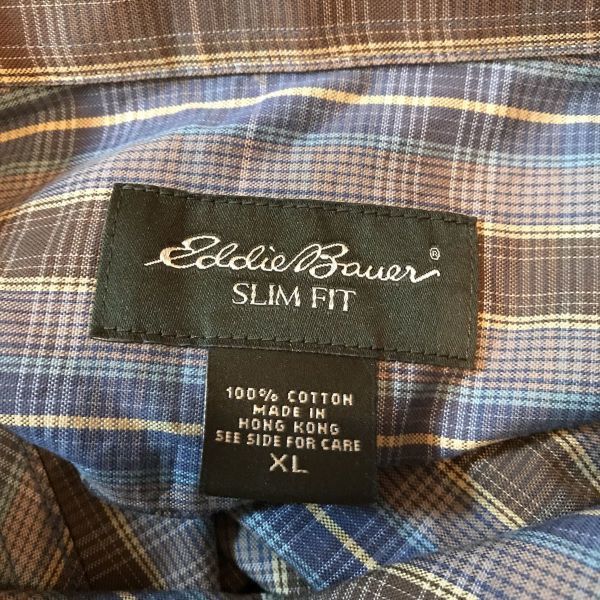 Eddie Bauer®
SLIM FIT
100% COTTON
MADE IN
HONG KONG
SEE SIDE FOR CARE
XL